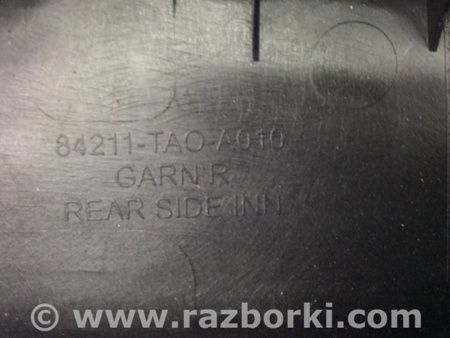 84211-TAO-A010
GARN R
REAR SIDE INN
© www.razborki.com